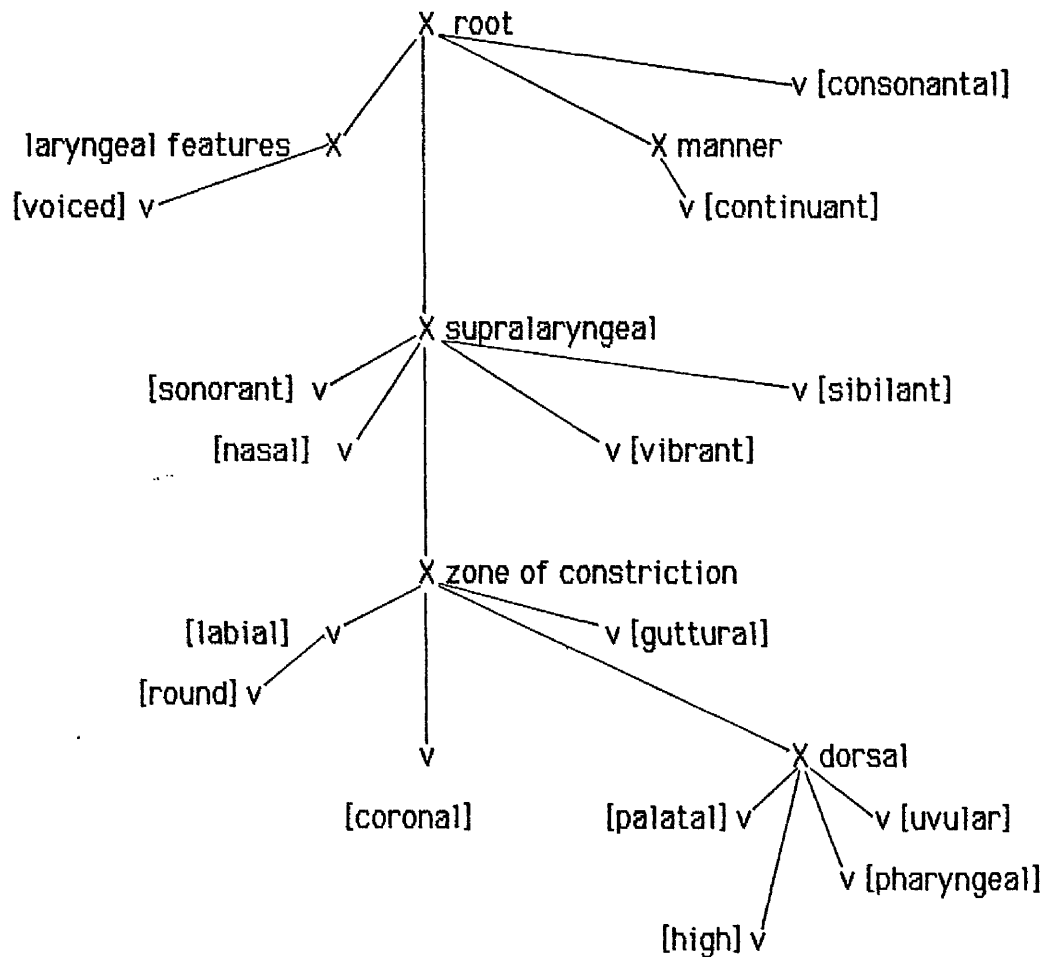 X root
v [consonantal]
laryngeal features X
X manner
[voiced] v
v [continuant]
X supralaryngeal
[sonorant] v
v [sibilant]
[nasal] v
v [vibrant]
X zone of constriction
[labial] v
v [guttural]
[round] v
v
X dorsal
[coronal]
[palatal] v
v [uvular]
v [pharyngeal]
[high] v